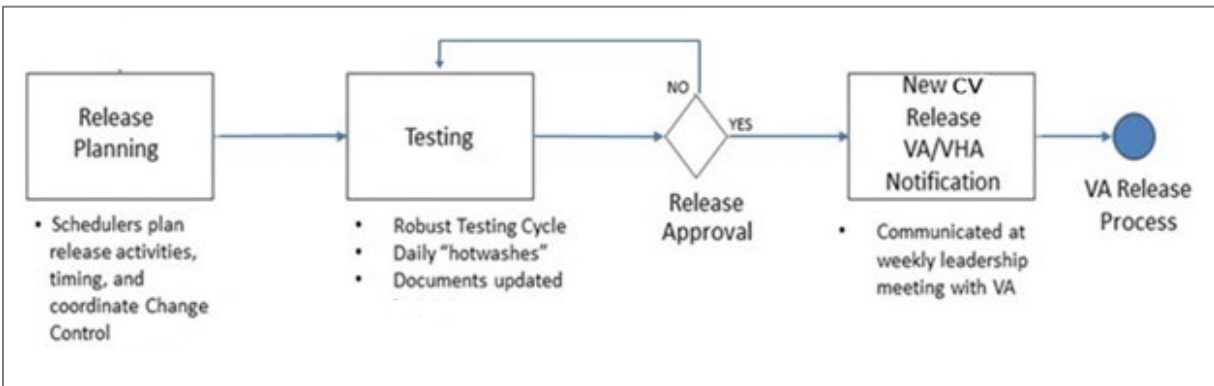 Release
Planning
• Schedulers plan
release activities,
timing, and
coordinate Change
Control
Testing
• Robust Testing Cycle
• Daily “hotwashes”
• Documents updated
NO
YES
Release
Approval
New CV
Release
VA/VHA
Notification
• Communicated at
weekly leadership
meeting with VA
VA Release
Process